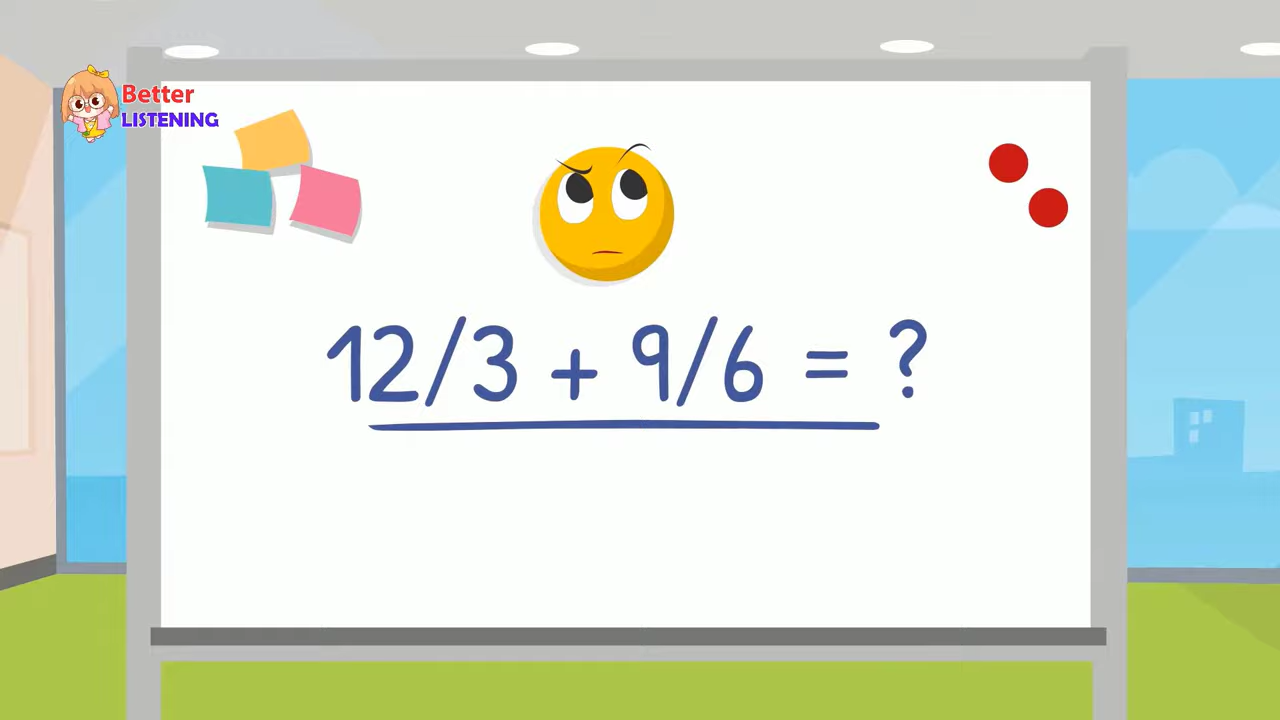 Better
LISTENING
12/3 + 9/6 = ?